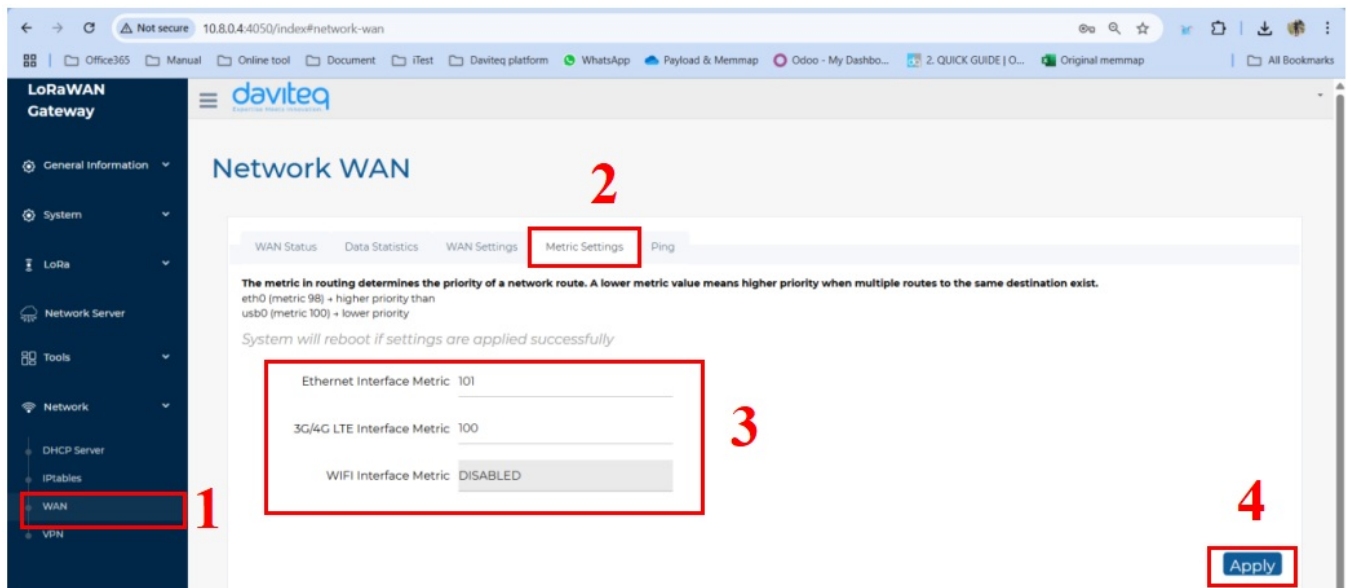 Not secure 10.8.0.4:4050/index#network-wan
Office365 Manual Online tool Document iTest Daviteq platform WhatsApp Payload & Memmap Odoo - My Dashbo... 2. QUICK GUIDE | O... Original memmap All Bookmarks
LoRaWAN
Gateway
daviteq
General Information
System
LoRa
Network Server
Tools
Network
DHCP Server
IPtables
WAN
VPN
1
Network WAN
2
WAN Status Data Statistics WAN Settings Metric Settings Ping
The metric in routing determines the priority of a network route. A lower metric value means higher priority when multiple routes to the same destination exist.
eth0 (metric 98) → higher priority than
usb0 (metric 100) → lower priority
System will reboot if settings are applied successfully
Ethernet Interface Metric 101
3G/4G LTE Interface Metric 100
WIFI Interface Metric DISABLED
3
4
Apply